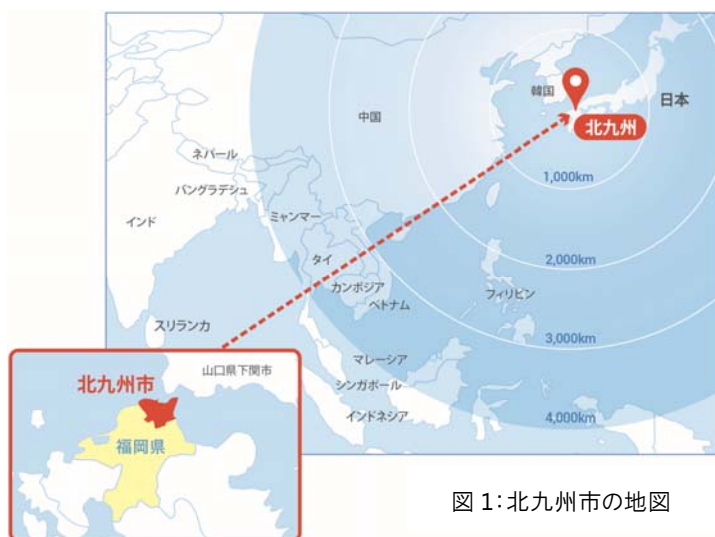 韓国
日本
中国
北九州
ネパール
1,000km
バングラデシュ
インド
ミャンマー
2,000km
タイ
カンボジア
フィリピン
ベトナム
スリランカ
3,000km
マレーシア
山口県下関市
シンガポール
北九州市
インドネシア
4,000km
福岡県
図 1:北九州市の地図